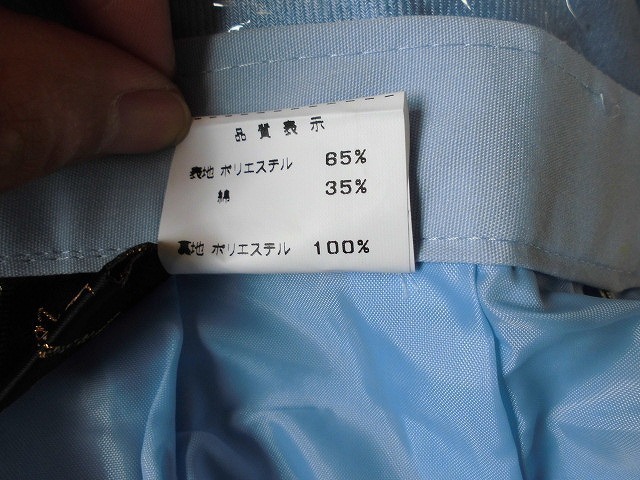 品質表示
表地 ポリエステル 65%
綿 35%
裏地 ポリエステル 100%